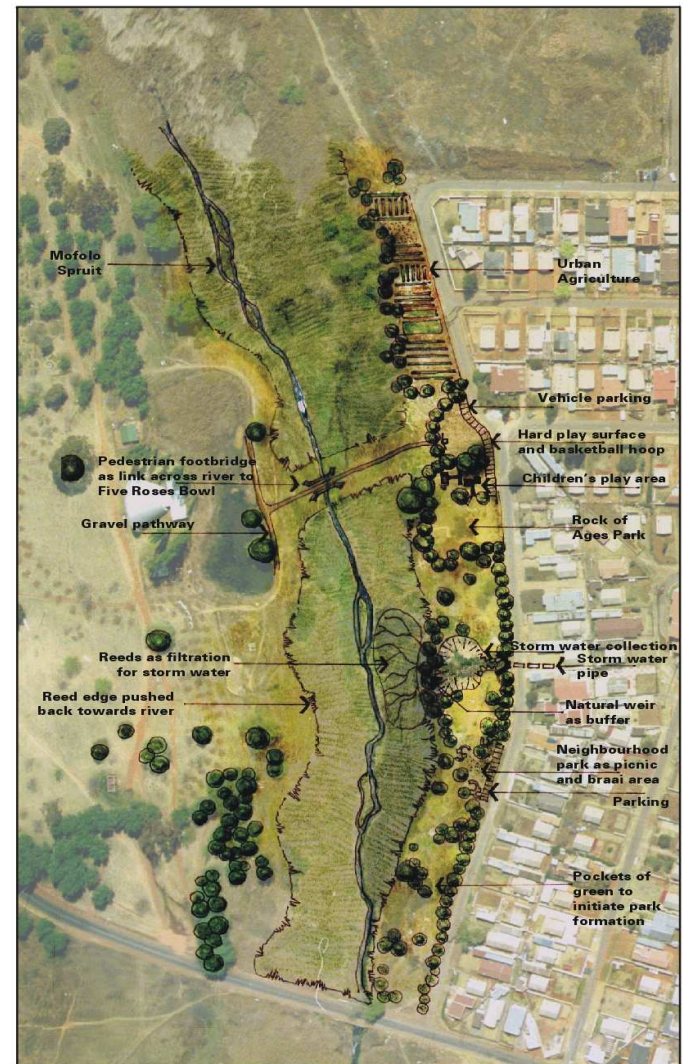 Mofolo
Spruit
Urban
Agriculture
Vehicle parking
Hard play surface
and basketball hoop
Pedestrian footbridge
as link across river to
Five Roses Bowl
Children's play area
Gravel pathway
Rock of
Ages Park
Storm water collection
Storm water
pipe
Reeds as filtration
for storm water
Reed edge pushed
back towards river
Natural weir
as buffer
Neighbourhood
park as picnic
and braai area
Parking
Pockets of
green to
initiate park
formation